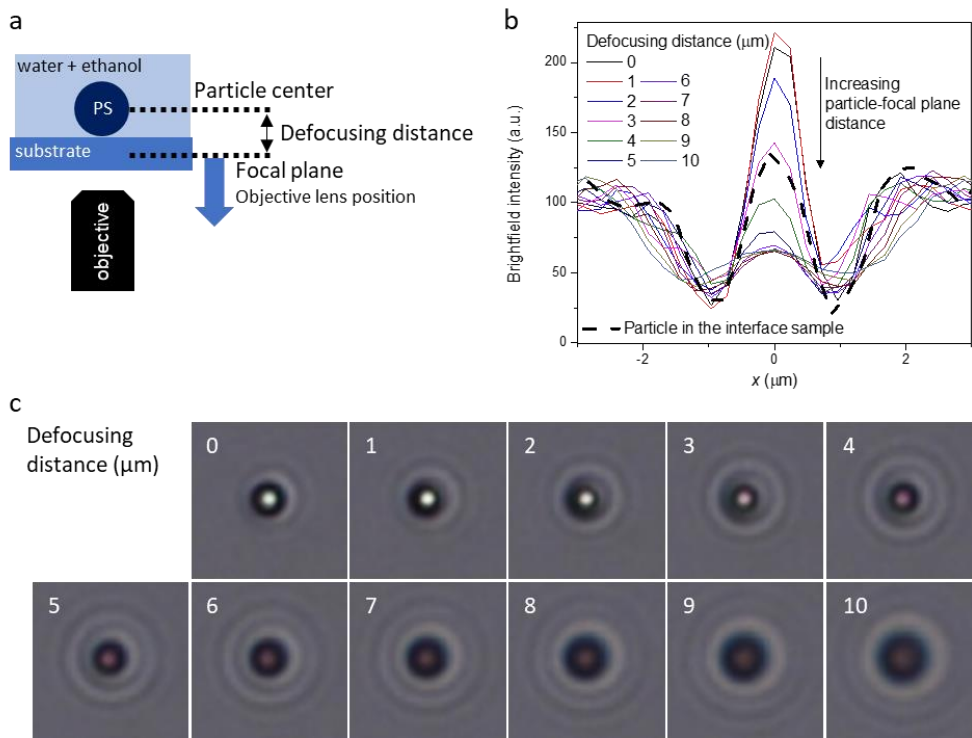 a
water + ethanol
PS
substrate
Particle center
Defocusing distance
Focal plane
Objective lens position
objective
b
Brightfield intensity (a.u.)
200
150
100
50
0
Defocusing distance (μm)
0
1 6
2 7
3 8
4 9
5 10
Increasing
particle-focal plane
distance
Particle in the interface sample
-2 0 2
x (μm)
c
Defocusing
distance (μm)
0 1 2 3 4
5 6 7 8 9 10